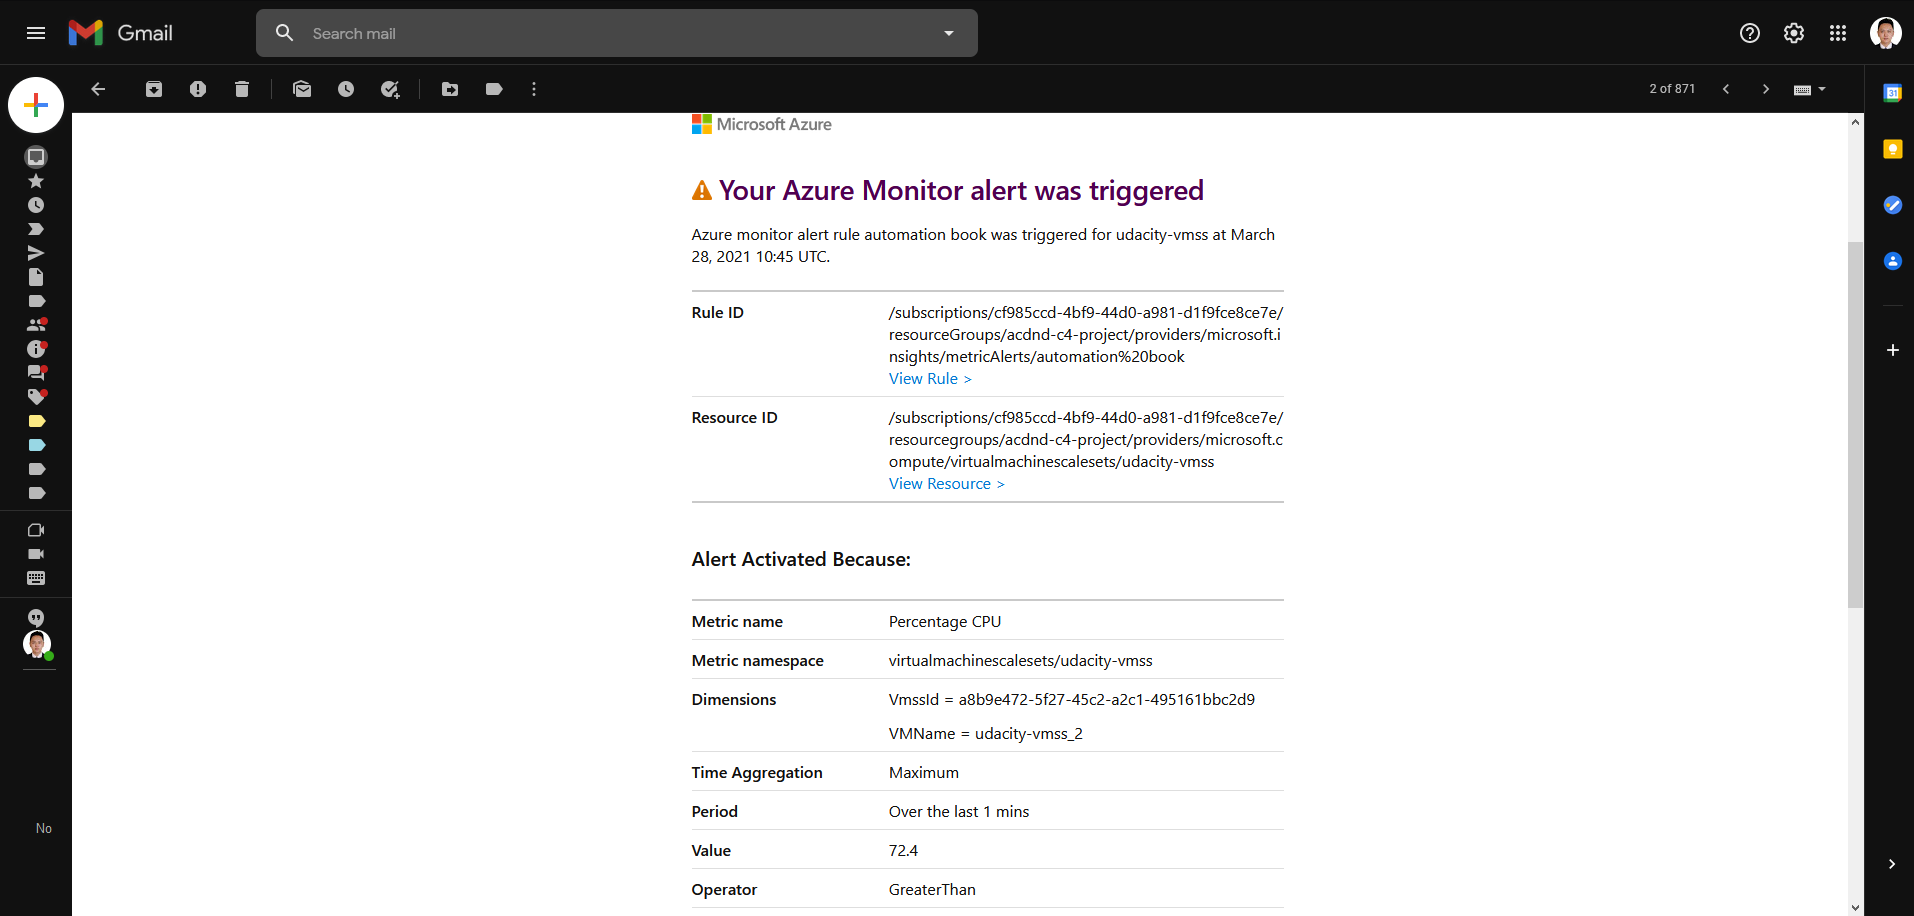 Gmail
Search mail
2 of 871
31
Microsoft Azure
Your Azure Monitor alert was triggered
Azure monitor alert rule automation book was triggered for udacity-vmss at March
28, 2021 10:45 UTC.
Rule ID
/subscriptions/cf985ccd-4bf9-44d0-a981-d1f9fce8ce7e/
resourceGroups/acdnd-c4-project/providers/microsoft.i
nsights/metricAlerts/automation%20book
View Rule >
Resource ID
/subscriptions/cf985ccd-4bf9-44d0-a981-d1f9fce8ce7e/
resourcegroups/acdnd-c4-project/providers/microsoft.c
ompute/virtualmachinescalesets/udacity-vmss
View Resource >
Alert Activated Because:
Metric name Percentage CPU
Metric namespace virtualmachinescalesets/udacity-vmss
Dimensions VmssId = a8b9e472-5f27-45c2-a2c1-495161bbc2d9
VMName = udacity-vmss_2
Time Aggregation Maximum
Period Over the last 1 mins
Value 72.4
Operator GreaterThan
No